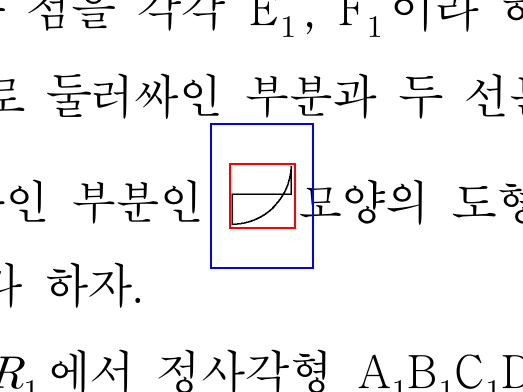 점을 각각 E₁, F₁이라
로 둘러싸인 부분과 두 선
인 부분인 모양의 도형
하자.
R₁에서 정사각형 A₁B₁C₁D